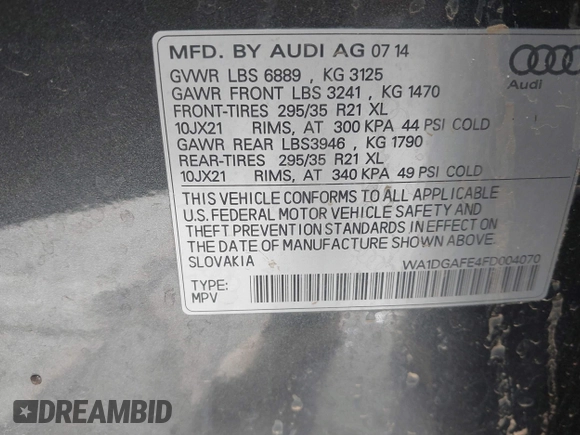 MFD. BY AUDI AG 07 14
GVWR LBS 6889 , KG 3125
GAWR FRONT LBS 3241 , KG 1470
FRONT-TIRES 295/35 R21 XL
10JX21 RIMS, AT 300 KPA 44 PSI COLD
GAWR REAR LBS3946 , KG 1790
REAR-TIRES 295/35 R21 XL
10JX21 RIMS, AT 340 KPA 49 PSI COLD
THIS VEHICLE CONFORMS TO ALL APPLICABLE
U.S. FEDERAL MOTOR VEHICLE SAFETY AND
THEFT PREVENTION STANDARDS IN EFFECT ON
THE DATE OF MANUFACTURE SHOWN ABOVE.
SLOVAKIA
WA1DGAFE4FD004070
TYPE:
MPV
Audi
DREAMBID